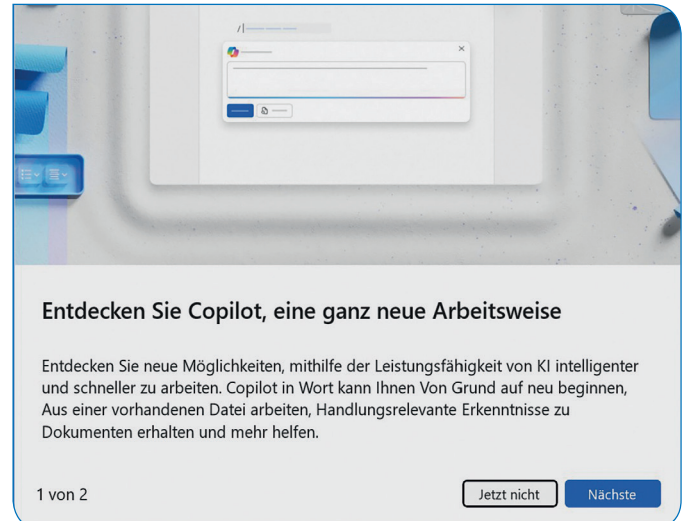 /
Entdecken Sie Copilot, eine ganz neue Arbeitsweise
Entdecken Sie neue Möglichkeiten, mithilfe der Leistungsfähigkeit von KI intelligenter
und schneller zu arbeiten. Copilot in Wort kann Ihnen Von Grund auf neu beginnen,
Aus einer vorhandenen Datei arbeiten, Handlungsrelevante Erkenntnisse zu
Dokumenten erhalten und mehr helfen.
1 von 2
Jetzt nicht
Nächste